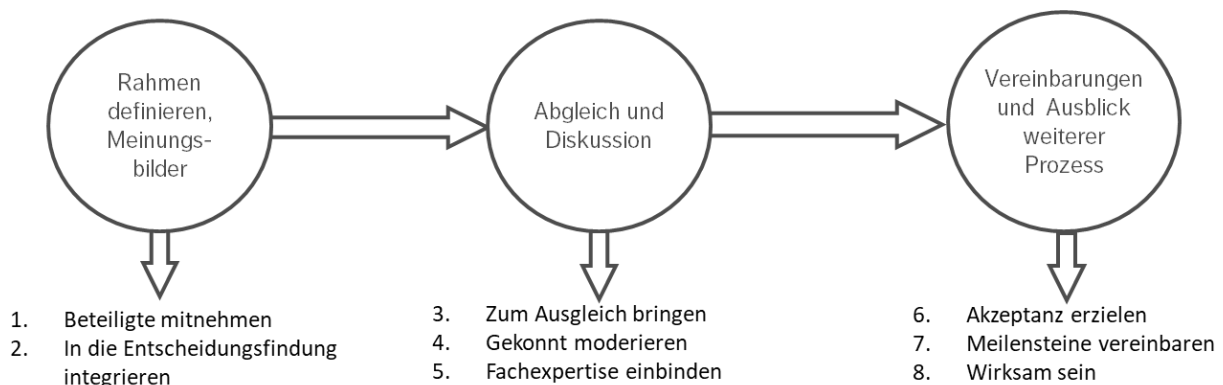 Rahmen
definieren,
Meinungs-
bilder
Abgleich und
Diskussion
Vereinbarungen
und Ausblick
weiterer
Prozess
1. Beteiligte mitnehmen
2. In die Entscheidungsfindung
integrieren
3. Zum Ausgleich bringen
4. Gekonnt moderieren
5. Fachexpertise einbinden
6. Akzeptanz erzielen
7. Meilensteine vereinbaren
8. Wirksam sein